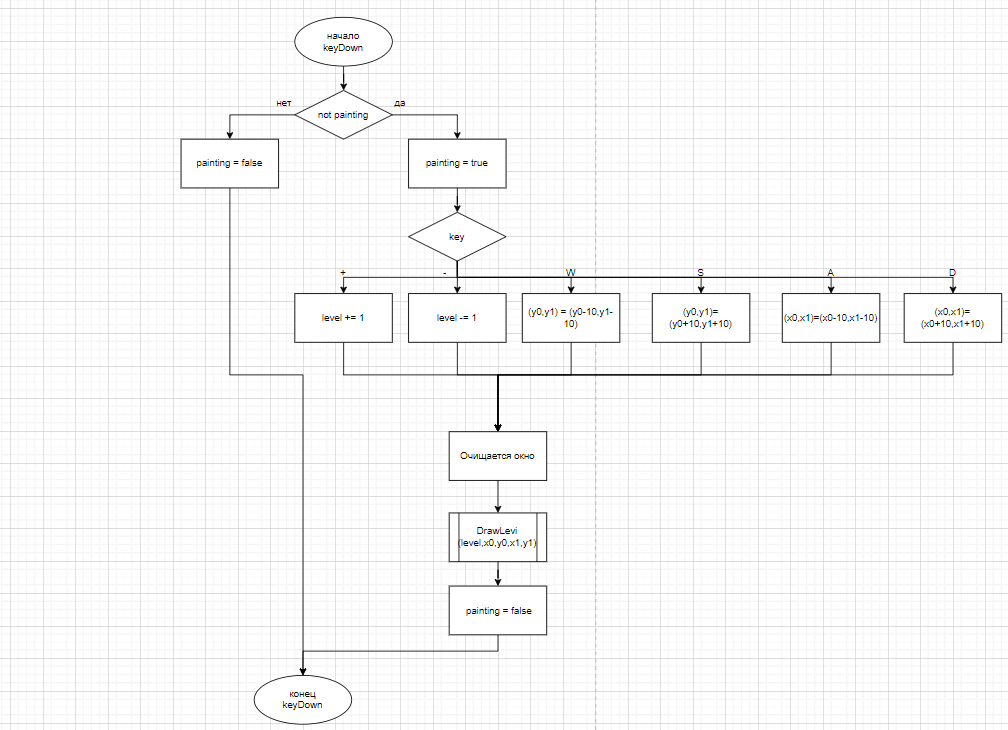 начало
keyDown
нет
да
not painting
painting = false
painting = true
key
+
-
W
S
A
D
level += 1
level -= 1
(y0,y1) = (y0-10,y1-
10)
(y0,y1)=
(y0+10,y1+10)
(x0,x1)=(x0-10,x1-10)
(x0,x1)=
(x0+10,x1+10)
Очищается окно
DrawLevi
(level,x0,y0,x1,y1)
painting = false
конец
keyDown